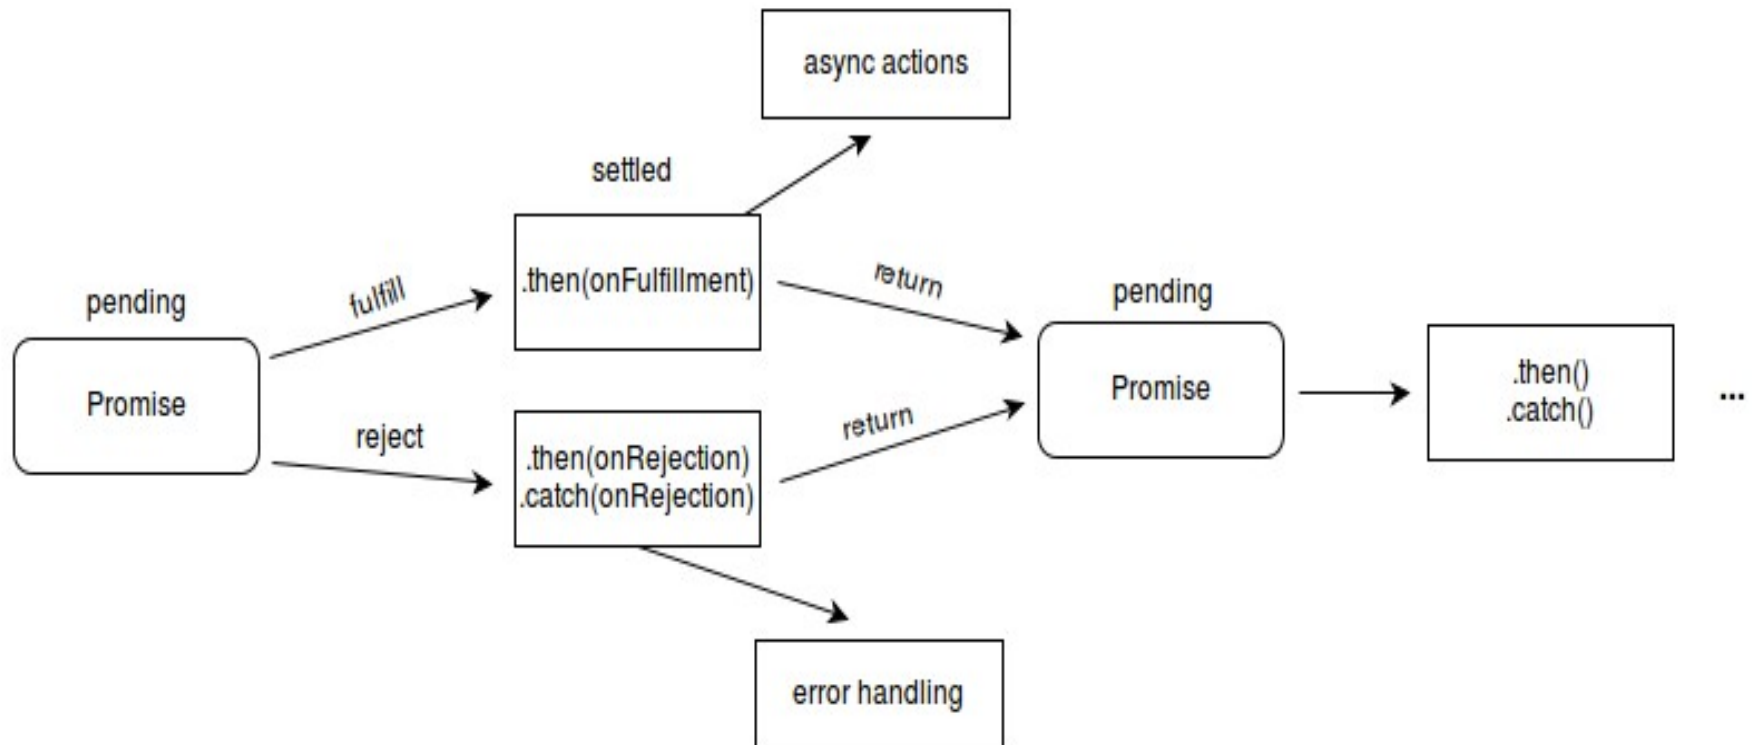 async actions
settled
.then(onFulfillment)
fulfill
return
pending
Promise
reject
.then(onRejection)
.catch(onRejection)
return
pending
Promise
.then()
.catch()
...
error handling